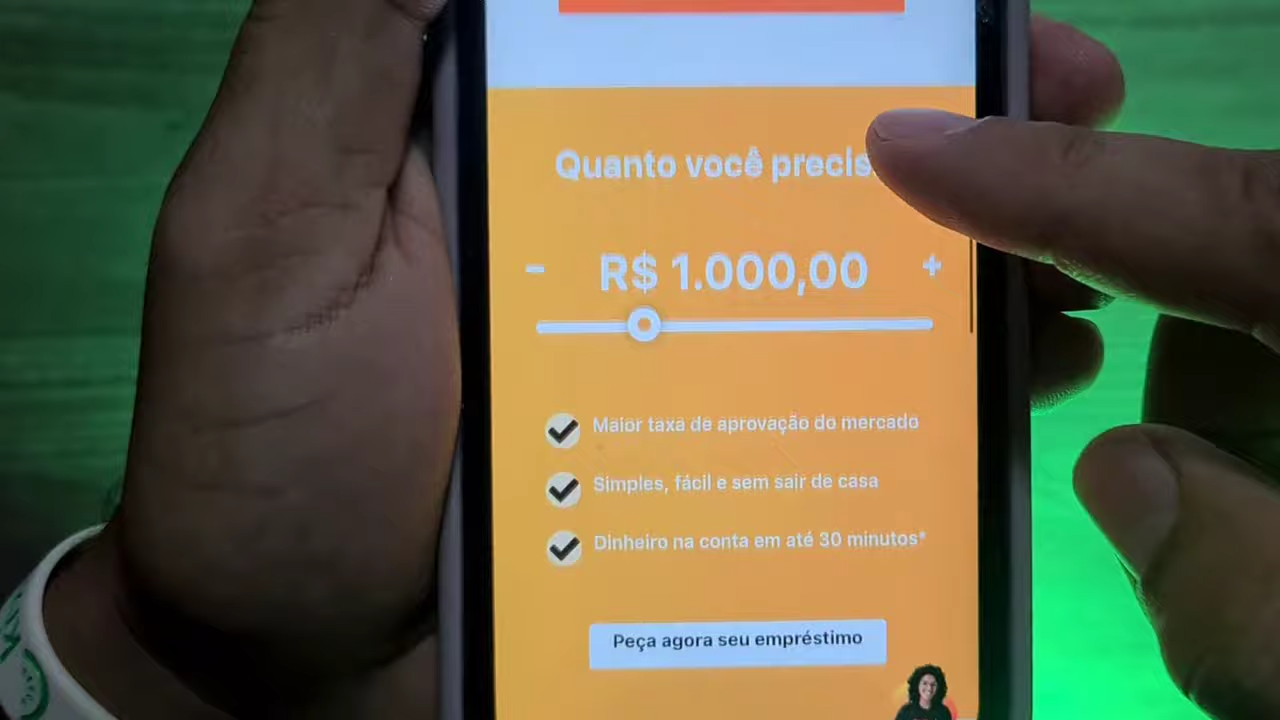 Quanto você precis
- R$ 1.000,00 +
Maior taxa de aprovação do mercado
Simples, fácil e sem sair de casa
Dinheiro na conta em até 30 minutos*
Peça agora seu empréstimo